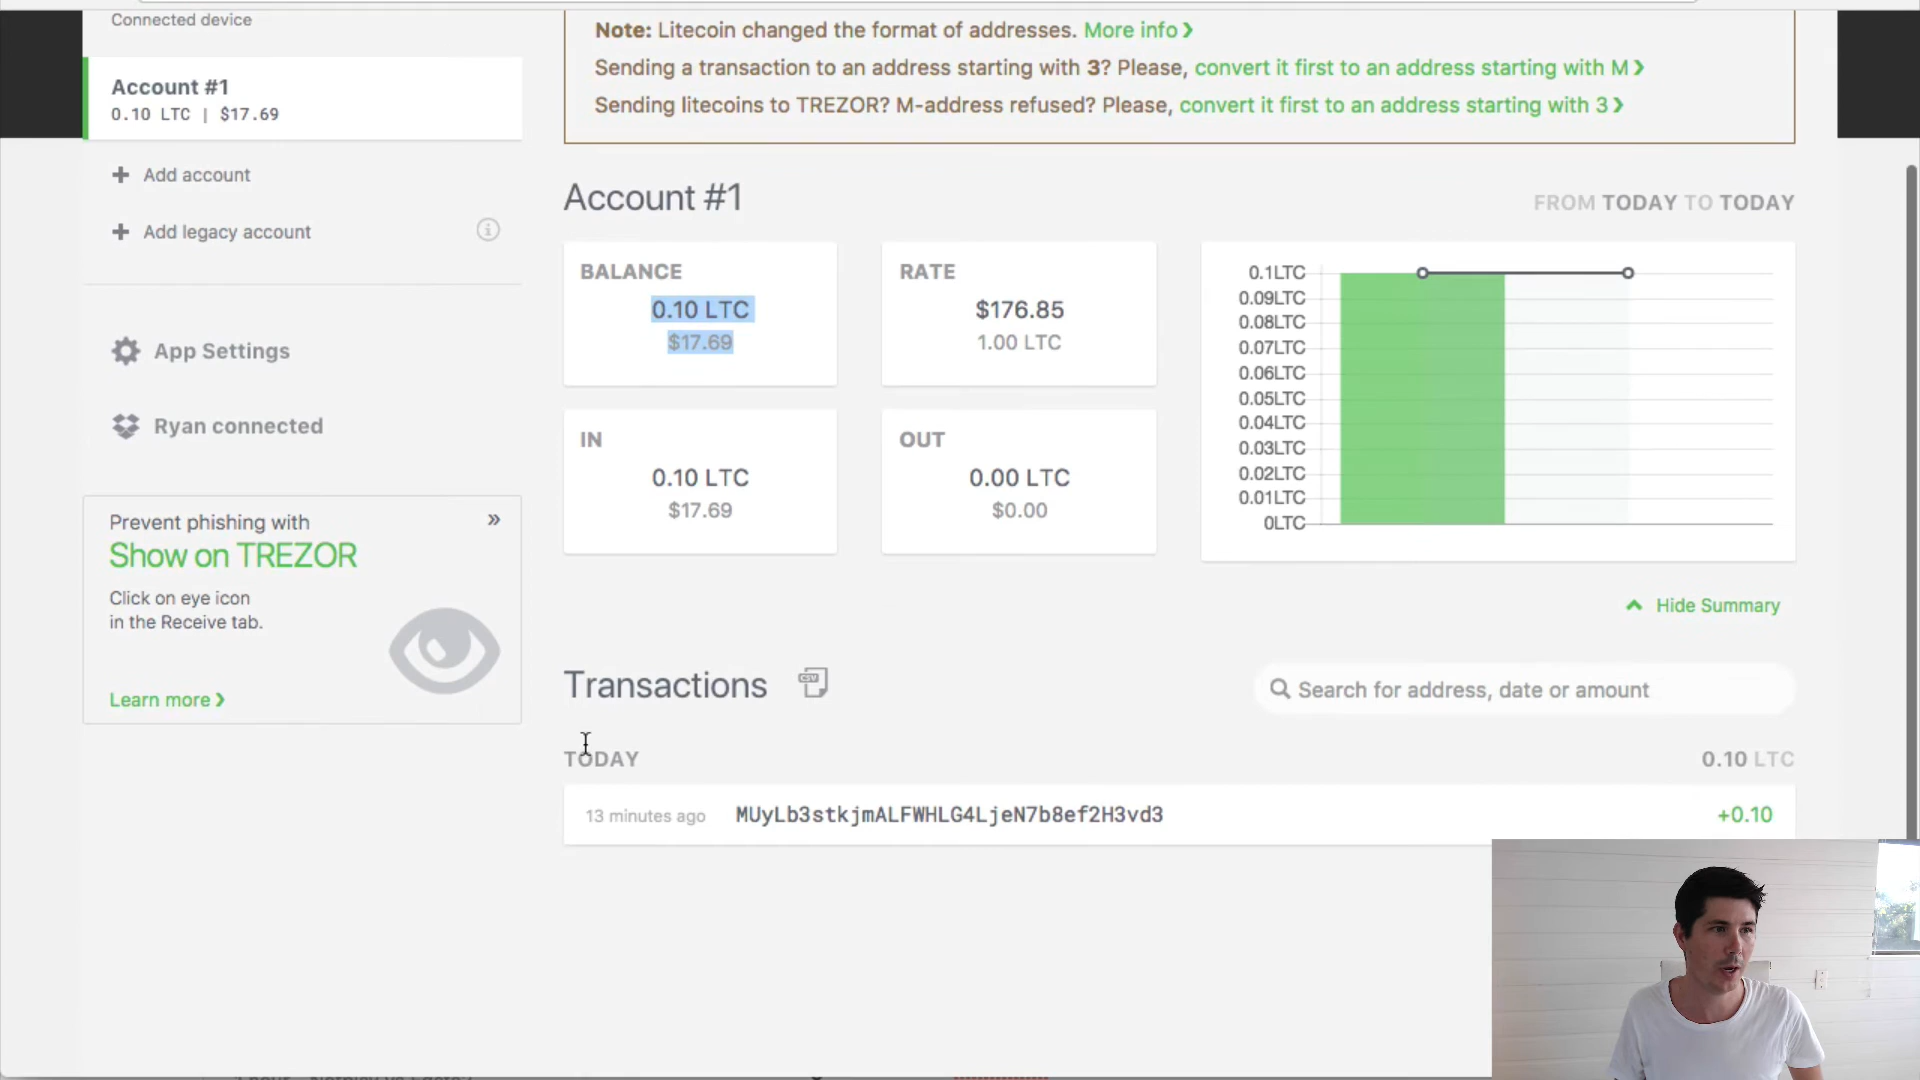 Connected device
Account #1
0.10 LTC | $17.69
Add account
Add legacy account
App Settings
Ryan connected
Prevent phishing with
Show on TREZOR
Click on eye icon
in the Receive tab.
Learn more
Note: Litecoin changed the format of addresses. More info
Sending a transaction to an address starting with 3? Please, convert it first to an address starting with M
Sending litecoins to TREZOR? M-address refused? Please, convert it first to an address starting with 3
Account #1
FROM TODAY TO TODAY
BALANCE
0.10 LTC
$17.69
RATE
$176.85
1.00 LTC
IN
0.10 LTC
$17.69
OUT
0.00 LTC
$0.00
0.1LTC
0.09LTC
0.08LTC
0.07LTC
0.06LTC
0.05LTC
0.04LTC
0.03LTC
0.02LTC
0.01LTC
0LTC
Hide Summary
Transactions
CSV
Search for address, date or amount
TODAY
0.10 LTC
13 minutes ago MUyLb3stkjmALFWHLG4LjeN7b8ef2H3vd3 +0.10